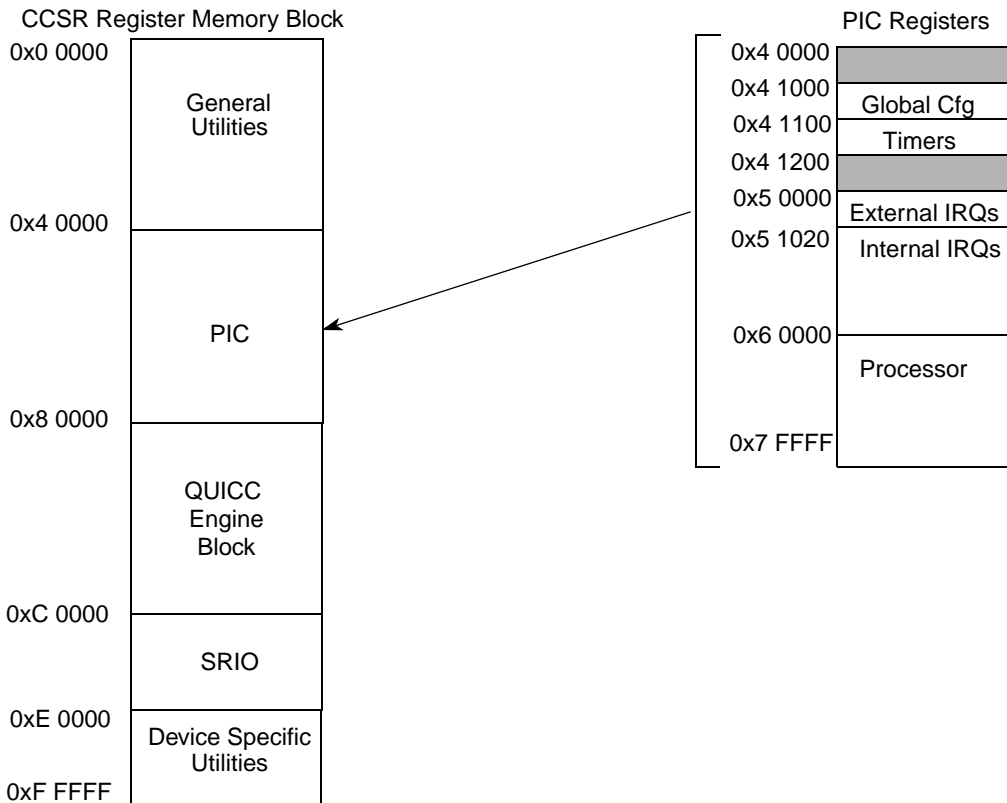 CCSR Register Memory Block
0x0 0000
General
Utilities
0x4 0000
PIC
0x8 0000
QUICC
Engine
Block
0xC 0000
SRIO
0xE 0000
Device Specific
Utilities
0xF FFFF
PIC Registers
0x4 0000
0x4 1000
Global Cfg
0x4 1100
Timers
0x4 1200
0x5 0000
External IRQs
0x5 1020
Internal IRQs
0x6 0000
Processor
0x7 FFFF